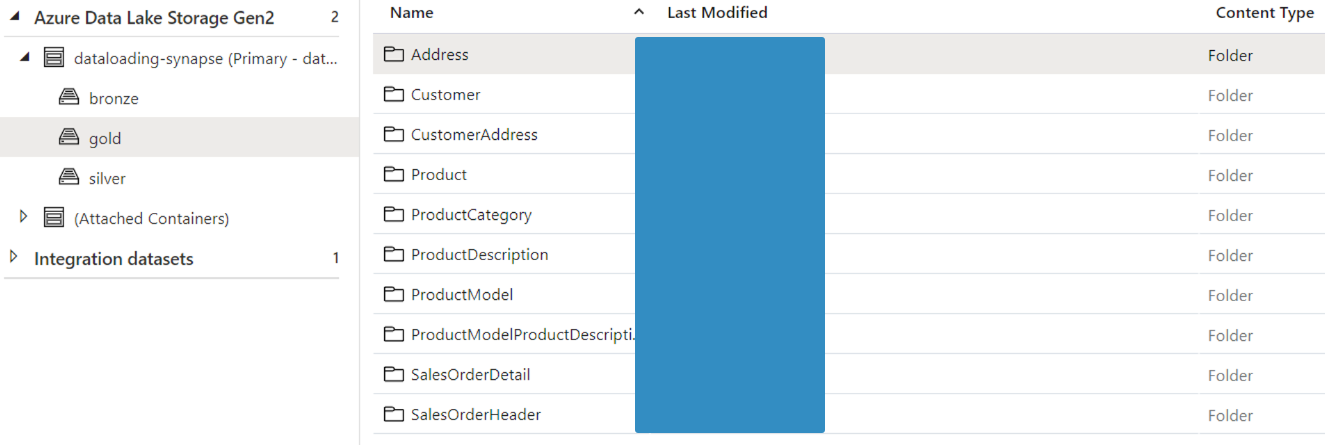 Azure Data Lake Storage Gen2 2
dataloading-synapse (Primary - dat...
bronze
gold
silver
(Attached Containers)
Integration datasets 1
Name Last Modified Content Type
Address Folder
Customer Folder
CustomerAddress Folder
Product Folder
ProductCategory Folder
ProductDescription Folder
ProductModel Folder
ProductModelProductDescripti. Folder
SalesOrderDetail Folder
SalesOrderHeader Folder